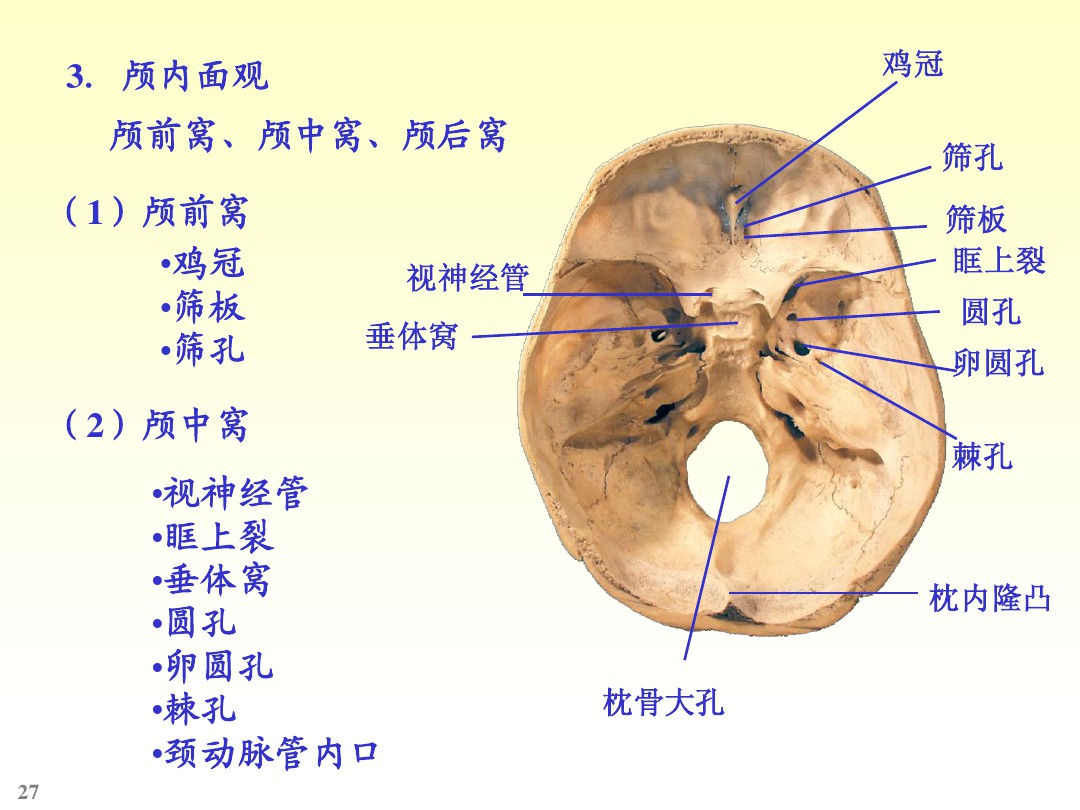 3. 颅内面观
颅前窝、颅中窝、颅后窝
（1）颅前窝
•鸡冠
•筛板
•筛孔
（2）颅中窝
•视神经管
•眶上裂
•垂体窝
•圆孔
•卵圆孔
•棘孔
•颈动脉管内口
鸡冠
筛孔
筛板
眶上裂
视神经管
圆孔
垂体窝
卵圆孔
棘孔
枕内隆凸
枕骨大孔
27